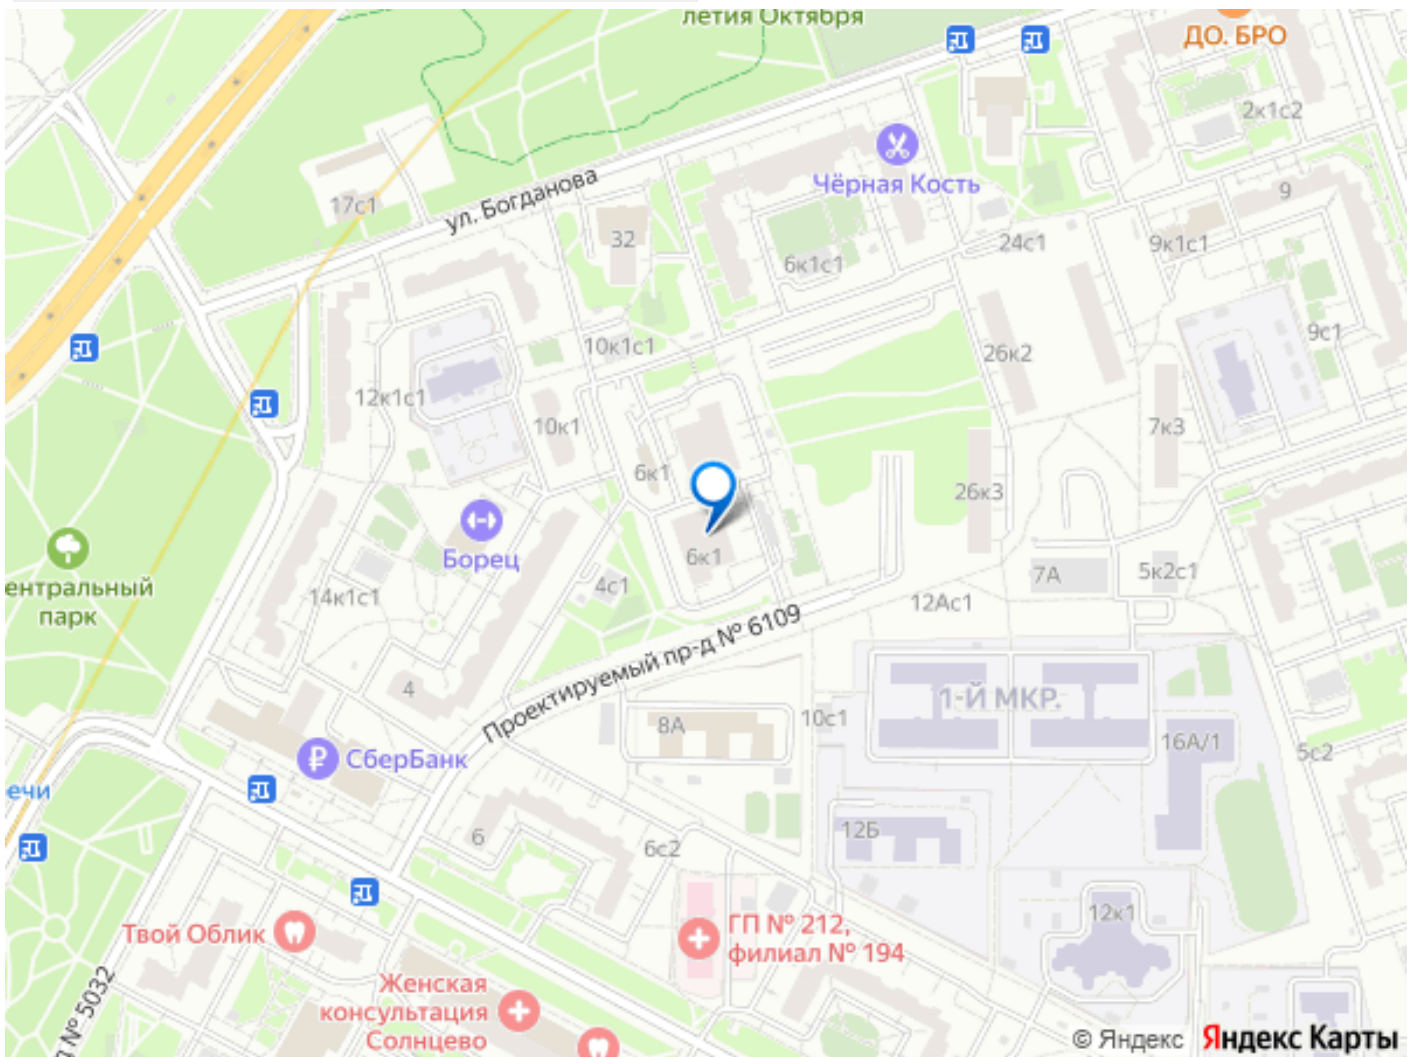 летия Октября
ДО. БРО
2к1с2
Чёрная Кость
17с1
ул. Богданова
32
24с1
9
9к1с1
6к1с1
10к1с1
26к2
9с1
12к1с1
10к1
7к3
6к1
26к3
Борец
6к1
ентральный
парк
14к1с1
4с1
7А
5к2с1
12Ас1
Проектируемый пр-д № 6109
4
1-Й МКР.
8А
10с1
16А/1
5с2
СберБанк
ечи
6
6с2
12Б
Твой Облик
ГП № 212,
филиал № 194
12к1
Женская
консультация
Солнцево
д № 5032
© Яндекс Яндекс Карты